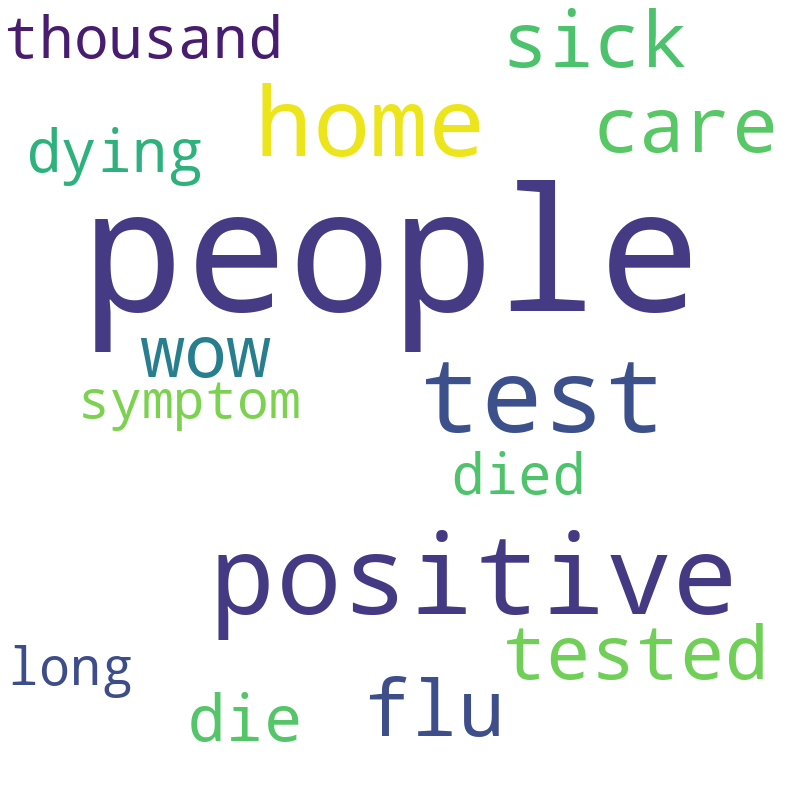 thousand
sick
home
care
dying
people
wow
test
symptom
died
positive
tested
long
flu
die